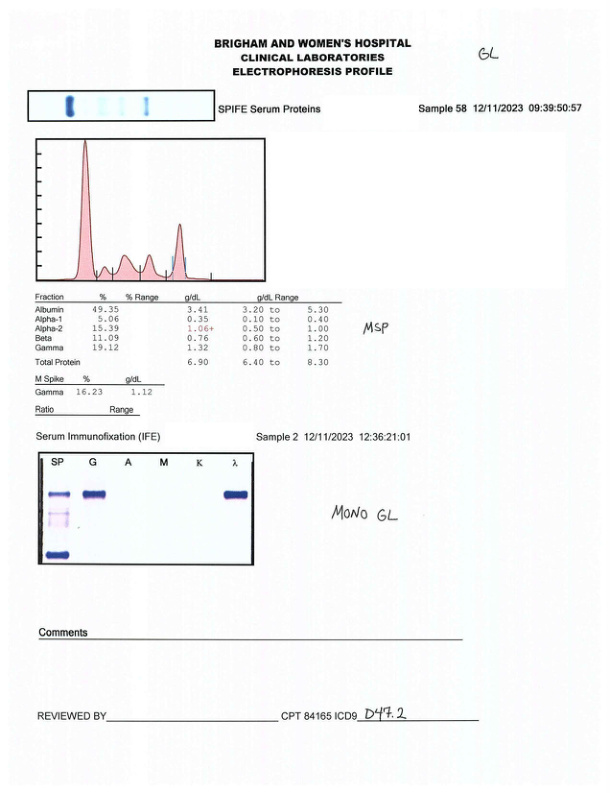 BRIGHAM AND WOMEN'S HOSPITAL
CLINICAL LABORATORIES
ELECTROPHORESIS PROFILE
GL
SPIFE Serum Proteins Sample 58 12/11/2023 09:39:50:57
Fraction % % Range g/dL g/dL Range
Albumin 49.35 3.41 3.20 to 5.30
Alpha-1 5.06 0.35 0.10 to 0.40
Alpha-2 15.39 1.06+ 0.50 to 1.00
Beta 11.09 0.76 0.60 to 1.20
Gamma 19.12 1.32 0.80 to 1.70
Total Protein 6.90 6.40 to 8.30
MSP
M Spike % g/dL
Gamma 16.23 1.12
Ratio Range
Serum Immunofixation (IFE) Sample 2 12/11/2023 12:36:21:01
SP G A M K λ
MONO GL
Comments
REVIEWED BY CPT 84165 ICD9 D47.2